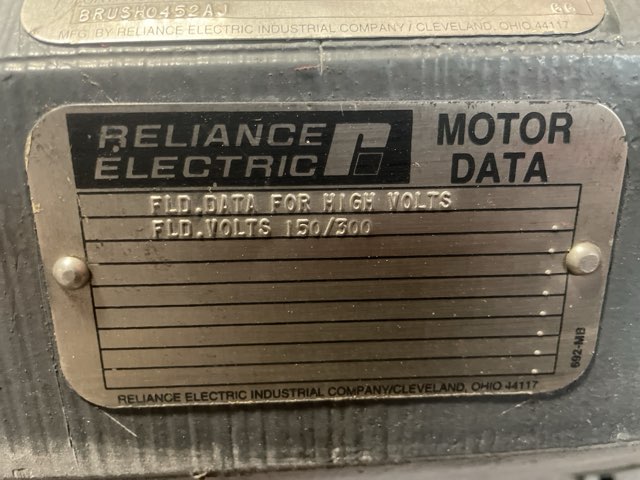 BRUSH0452AJ
MFG. BY RELIANCE ELECTRIC INDUSTRIAL COMPANY / CLEVELAND, OHIO 44117
RELIANCE
ELECTRIC
MOTOR
DATA
FLD.DATA FOR HIGH VOLTS
FLD.VOLTS 150/300
692-MB
RELIANCE ELECTRIC INDUSTRIAL COMPANY/CLEVELAND, OHIO 44117